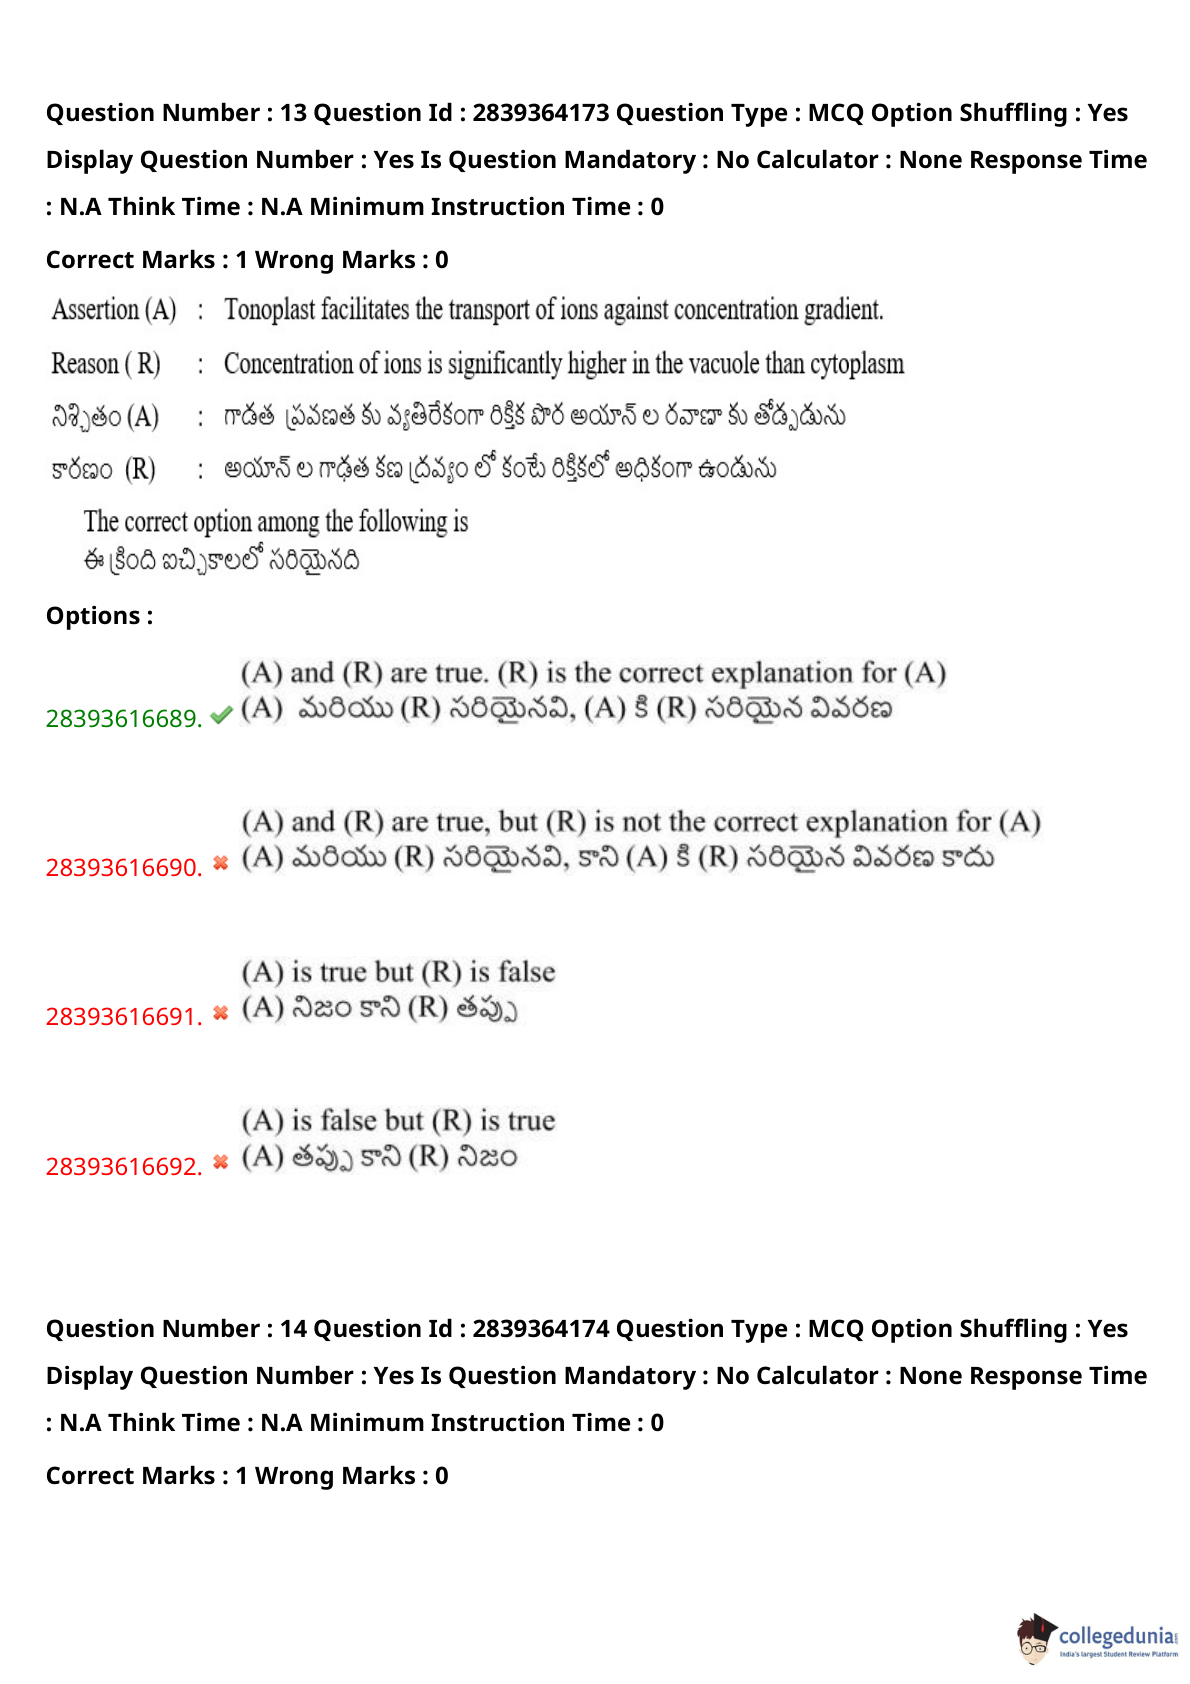 Question Number : 13 Question Id : 2839364173 Question Type : MCQ Option Shuffling : Yes
Display Question Number : Yes Is Question Mandatory : No Calculator : None Response Time
: N.A Think Time : N.A Minimum Instruction Time : 0
Correct Marks : 1 Wrong Marks : 0
Assertion (A) : Tonoplast facilitates the transport of ions against concentration gradient.
Reason ( R) : Concentration of ions is significantly higher in the vacuole than cytoplasm
నిశ్చితం (A) : గాడత ప్రవణత కు వ్యతిరేకంగా రిక్తిక పొర అయాన్ ల రవాణా కు తోడ్పడును
కారణం (R) : అయాన్ ల గాఢత కణ ద్రవ్యం లో కంటే రిక్తికలో అధికంగా ఉండును
The correct option among the following is
ఈ క్రింది ఐచ్ఛికాలలో సరియైనది
Options :
(A) and (R) are true. (R) is the correct explanation for (A)
28393616689. (A) మరియు (R) సరియైనవి, (A) కి (R) సరియైన వివరణ
(A) and (R) are true, but (R) is not the correct explanation for (A)
28393616690. (A) మరియు (R) సరియైనవి, కాని (A) కి (R) సరియైన వివరణ కాదు
(A) is true but (R) is false
28393616691. (A) నిజం కాని (R) తప్పు
(A) is false but (R) is true
28393616692. (A) తప్పు కాని (R) నిజం
Question Number : 14 Question Id : 2839364174 Question Type : MCQ Option Shuffling : Yes
Display Question Number : Yes Is Question Mandatory : No Calculator : None Response Time
: N.A Think Time : N.A Minimum Instruction Time : 0
Correct Marks : 1 Wrong Marks : 0
collegedunia
India's largest Student Review Platform